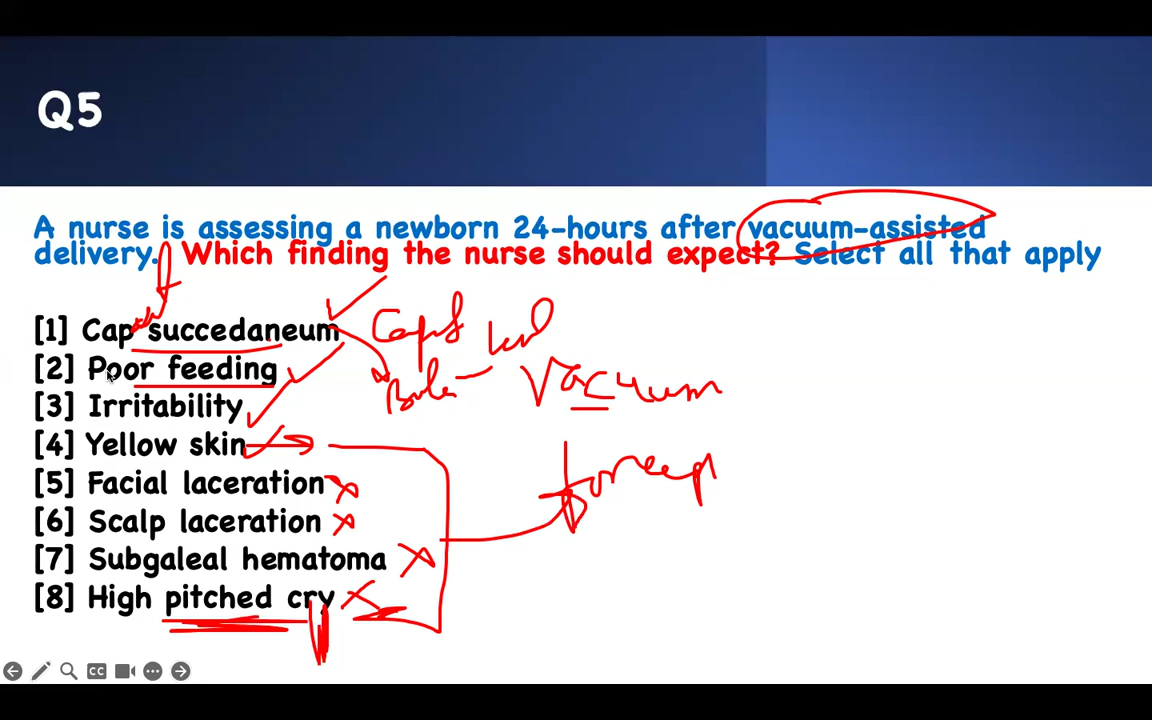 Q5
A nurse is assessing a newborn 24-hours after vacuum-assisted
delivery. Which finding the nurse should expect? Select all that apply
[1] Cap succedaneum
[2] Poor feeding
[3] Irritability
[4] Yellow skin
[5] Facial laceration
[6] Scalp laceration
[7] Subgaleal hematoma
[8] High pitched cry
Vacuum
CC